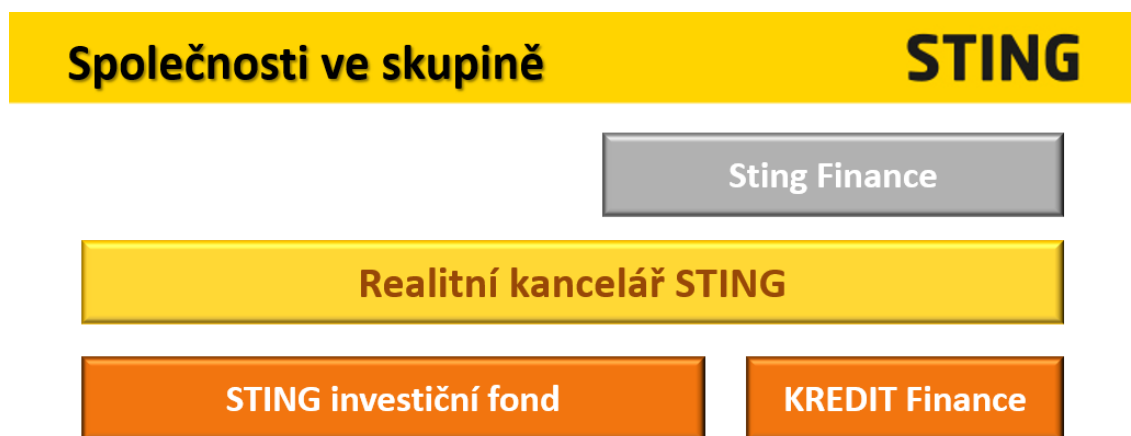 Společnosti ve skupině
STING
Sting Finance
Realitní kancelář STING
STING investiční fond
KREDIT Finance